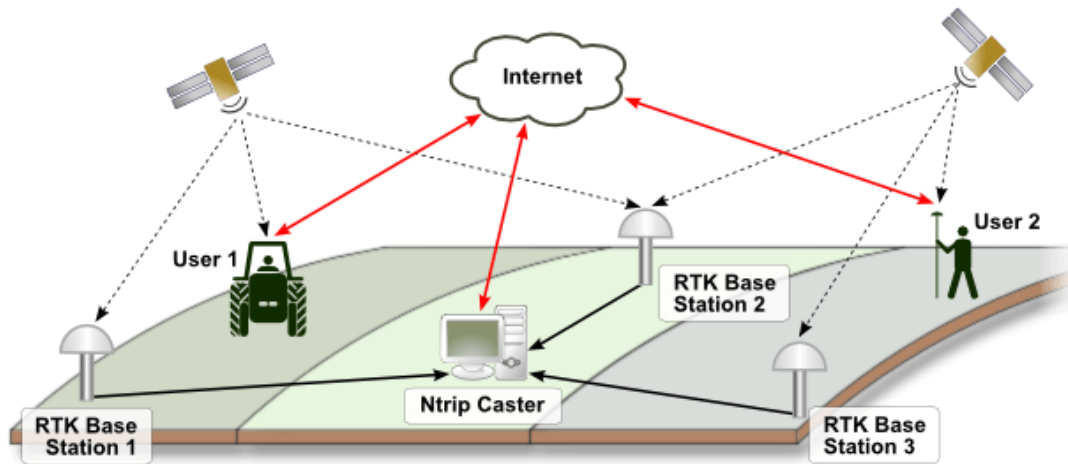 Internet
User 1
User 2
RTK Base
Station 2
Ntrip Caster
RTK Base
Station 1
RTK Base
Station 3